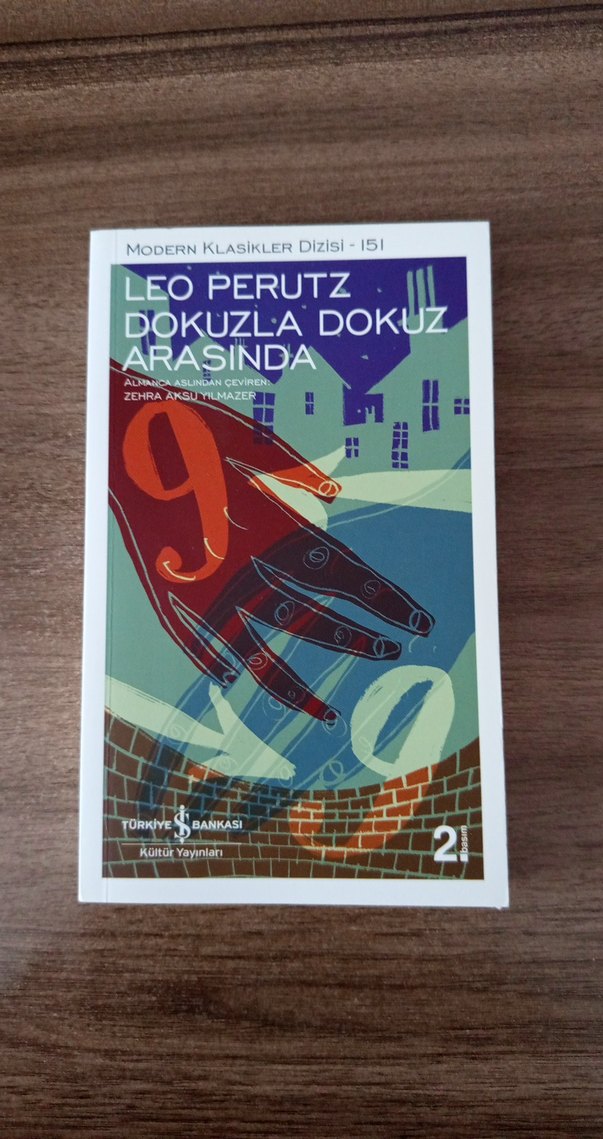 MODERN KLASİKLER DİZİSİ - 151
LEO PERUTZ
DOKUZLA DOKUZ
ARASINDA
ALMANCA ASLINDAN ÇEVİREN:
ZEHRA AKSU YILMAZER
9
9
TÜRKİYE İŞ BANKASI
Kültür Yayınları
2.
basım